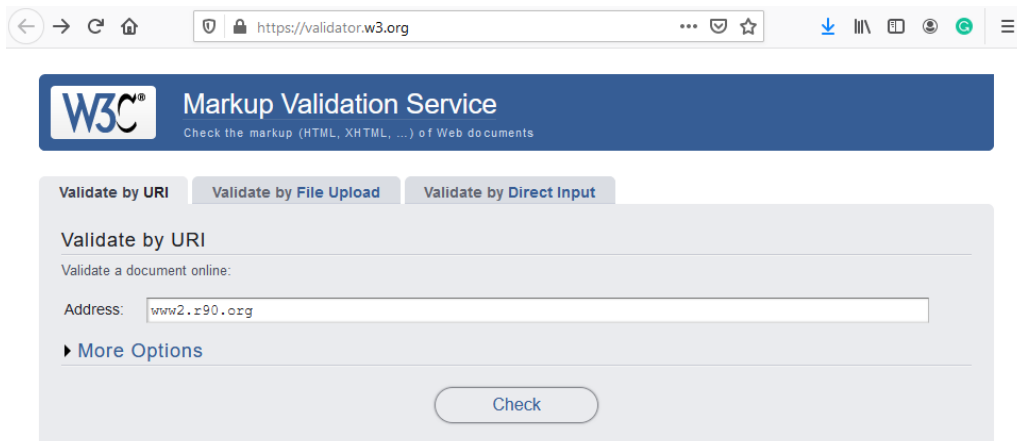 https://validator.w3.org
W3C®
Markup Validation Service
Check the markup (HTML, XHTML, ...) of Web documents
Validate by URI Validate by File Upload Validate by Direct Input
Validate by URI
Validate a document online:
Address: www2.r90.org
More Options
Check